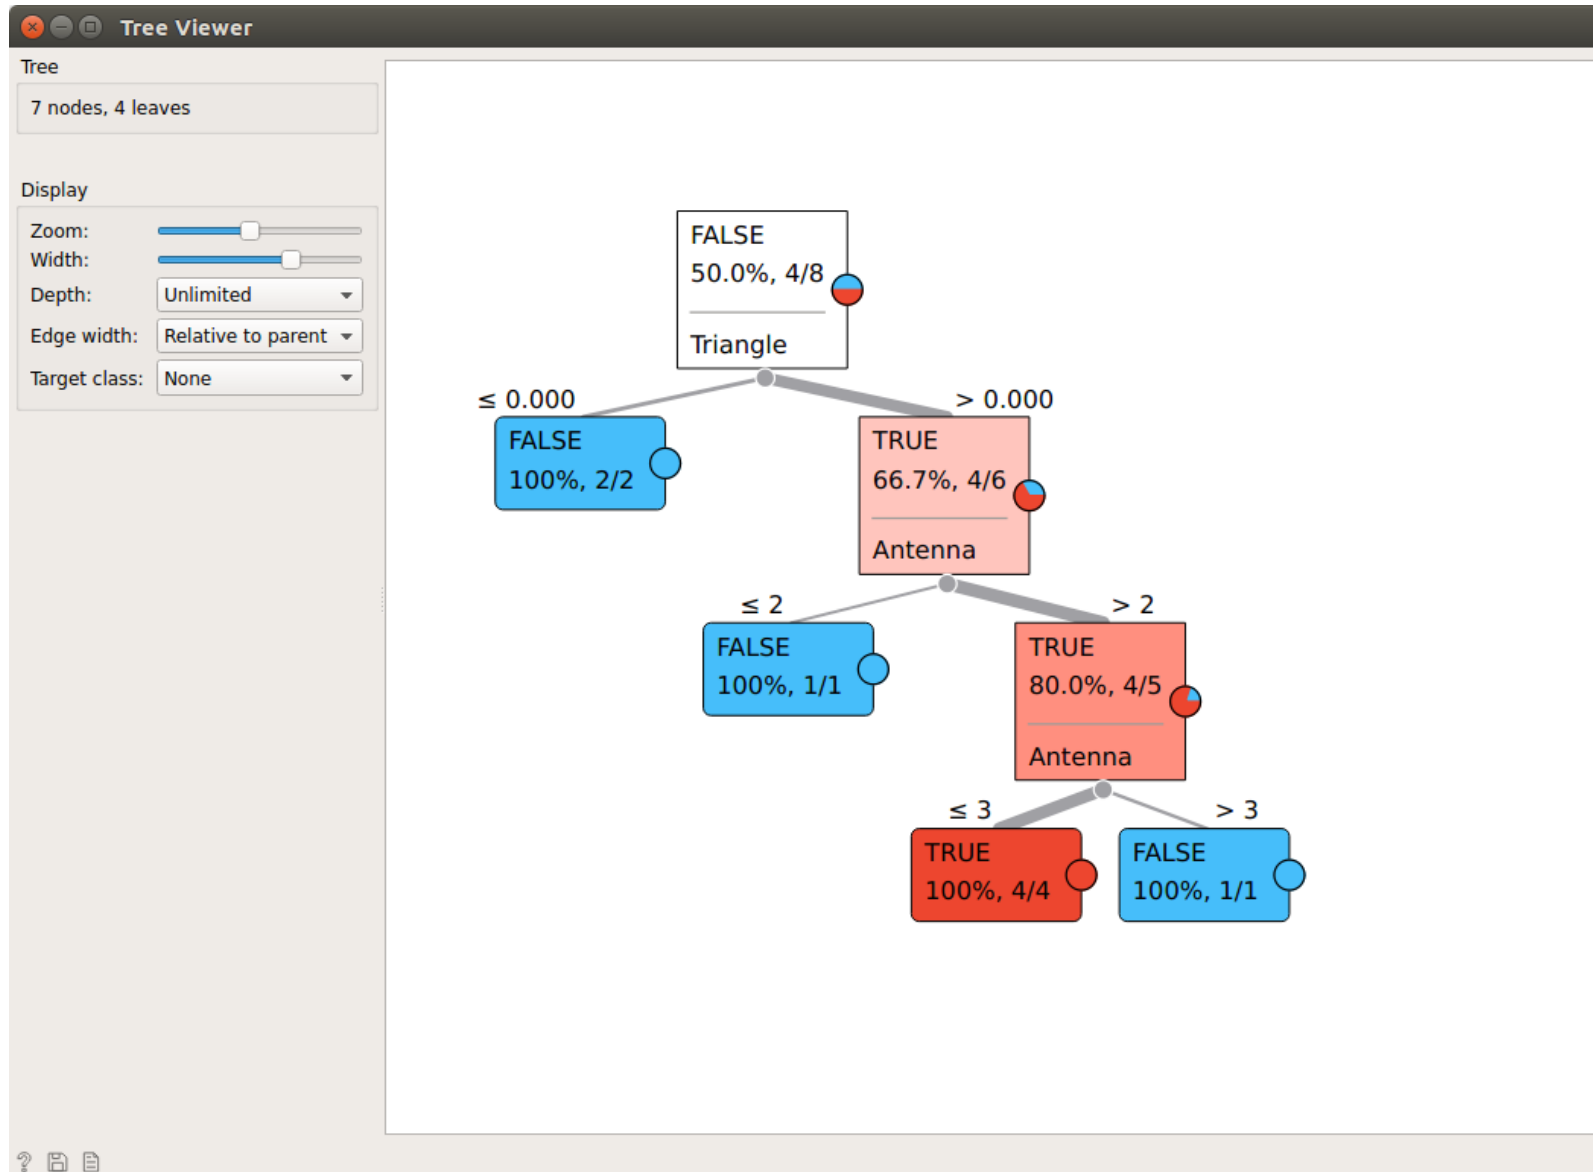 Tree Viewer
Tree
7 nodes, 4 leaves
Display
Zoom:
Width:
Depth: Unlimited
Edge width: Relative to parent
Target class: None
FALSE
50.0%, 4/8
Triangle
≤ 0.000
> 0.000
FALSE
100%, 2/2
TRUE
66.7%, 4/6
Antenna
≤ 2
> 2
FALSE
100%, 1/1
TRUE
80.0%, 4/5
Antenna
≤ 3
> 3
TRUE
100%, 4/4
FALSE
100%, 1/1
?